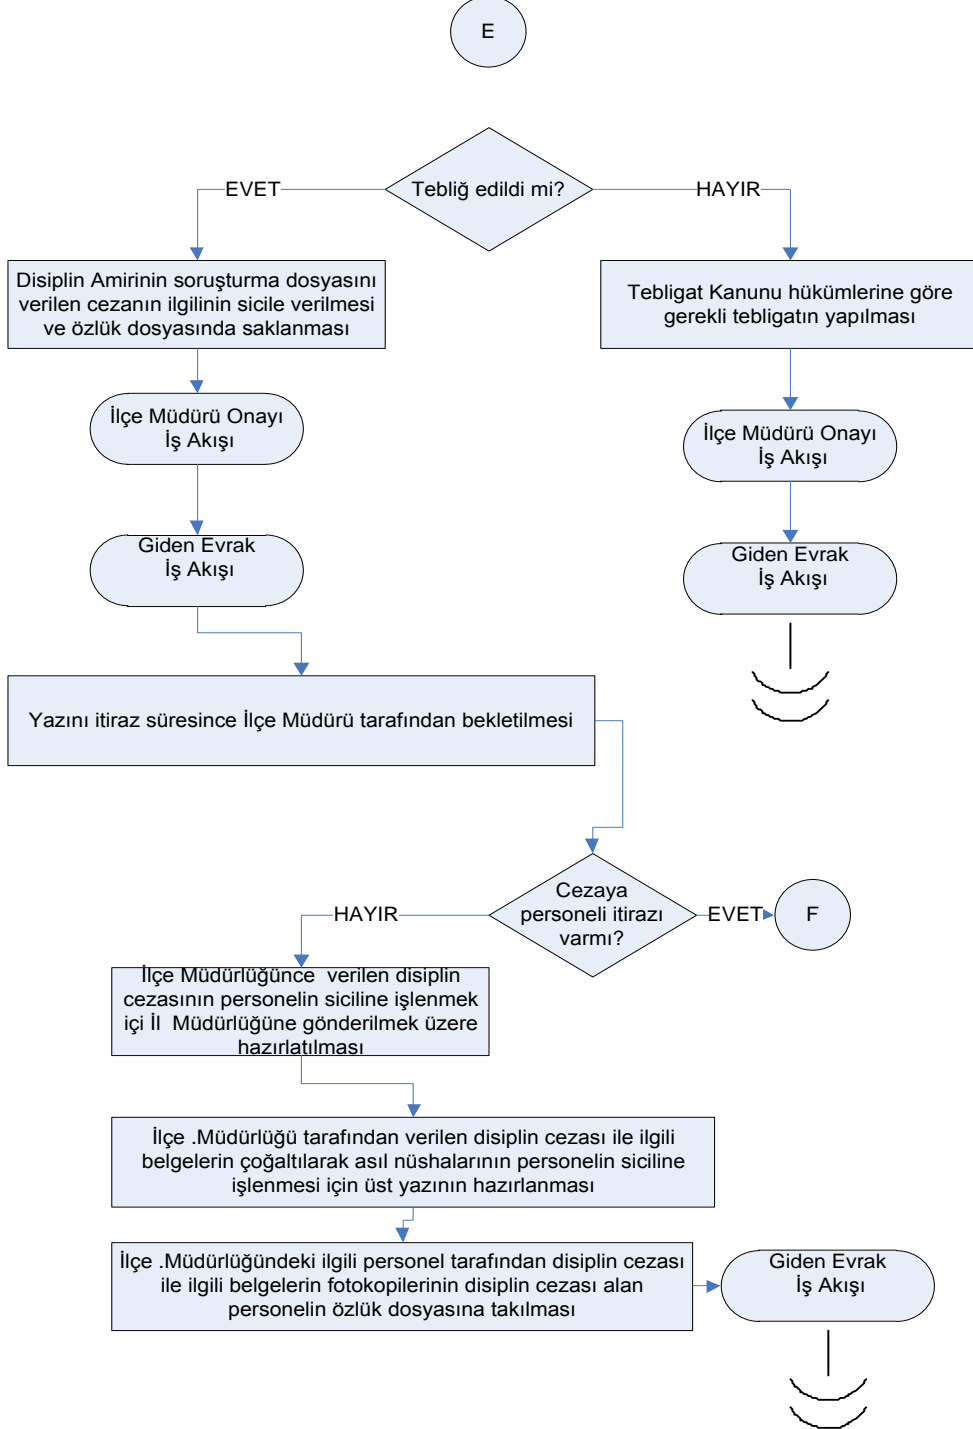 E
Tebliğ edildi mi?
EVET
HAYIR
Disiplin Amirinin soruşturma dosyasını
verilen cezanın ilgilinin sicile verilmesi
ve özlük dosyasında saklanması
Tebligat Kanunu hükümlerine göre
gerekli tebligatın yapılması
İlçe Müdürü Onayı
İş Akışı
İlçe Müdürü Onayı
İş Akışı
Giden Evrak
İş Akışı
Giden Evrak
İş Akışı
Yazını itiraz süresince İlçe Müdürü tarafından bekletilmesi
Cezaya
personeli itirazı
varmı?
HAYIR
EVET
F
İlçe Müdürlüğünce  verilen disiplin
cezasının personelin siciline işlenmek
içi İl  Müdürlüğüne gönderilmek üzere
hazırlatılması
İlçe .Müdürlüğü tarafından verilen disiplin cezası ile ilgili
belgelerin çoğaltılarak asıl nüshalarının personelin siciline
işlenmesi için üst yazının hazırlanması
İlçe .Müdürlüğündeki ilgili personel tarafından disiplin cezası
ile ilgili belgelerin fotokopilerinin disiplin cezası alan
personelin özlük dosyasına takılması
Giden Evrak
İş Akışı